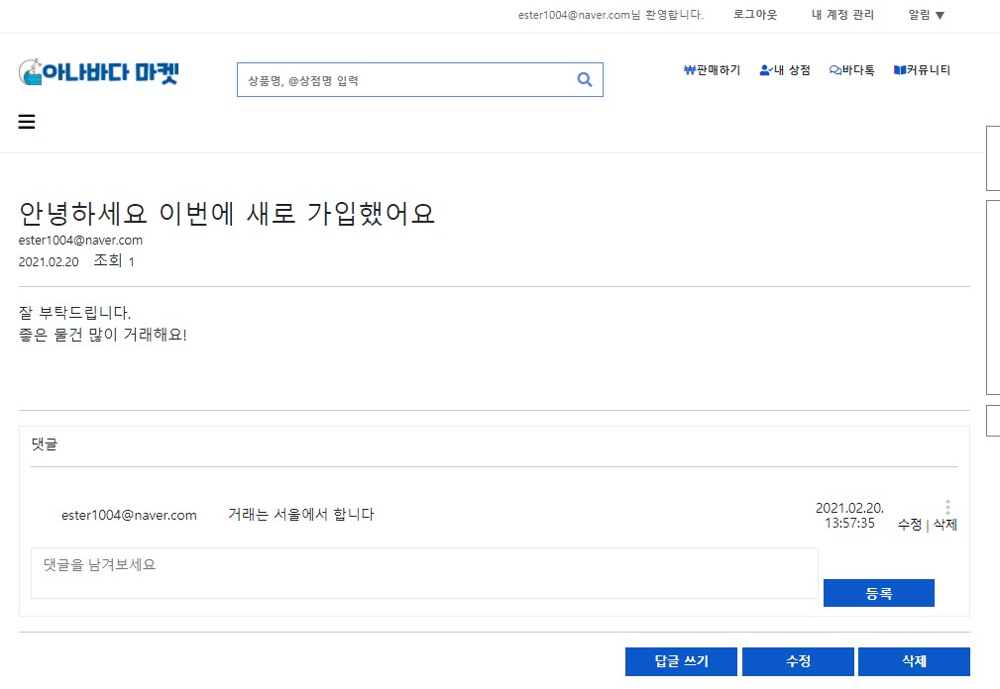 ester1004@naver.com님 환영합니다. 로그아웃 내 계정 관리 알림 ▼
아나바다 마켓
상품명, @상점명 입력
₩판매하기 내 상점 바다톡 커뮤니티
안녕하세요 이번에 새로 가입했어요
ester1004@naver.com
2021.02.20 조회 1
잘 부탁드립니다.
좋은 물건 많이 거래해요!
댓글
ester1004@naver.com 거래는 서울에서 합니다
2021.02.20.
13:57:35
수정 | 삭제
댓글을 남겨보세요
등록
답글 쓰기 수정 삭제